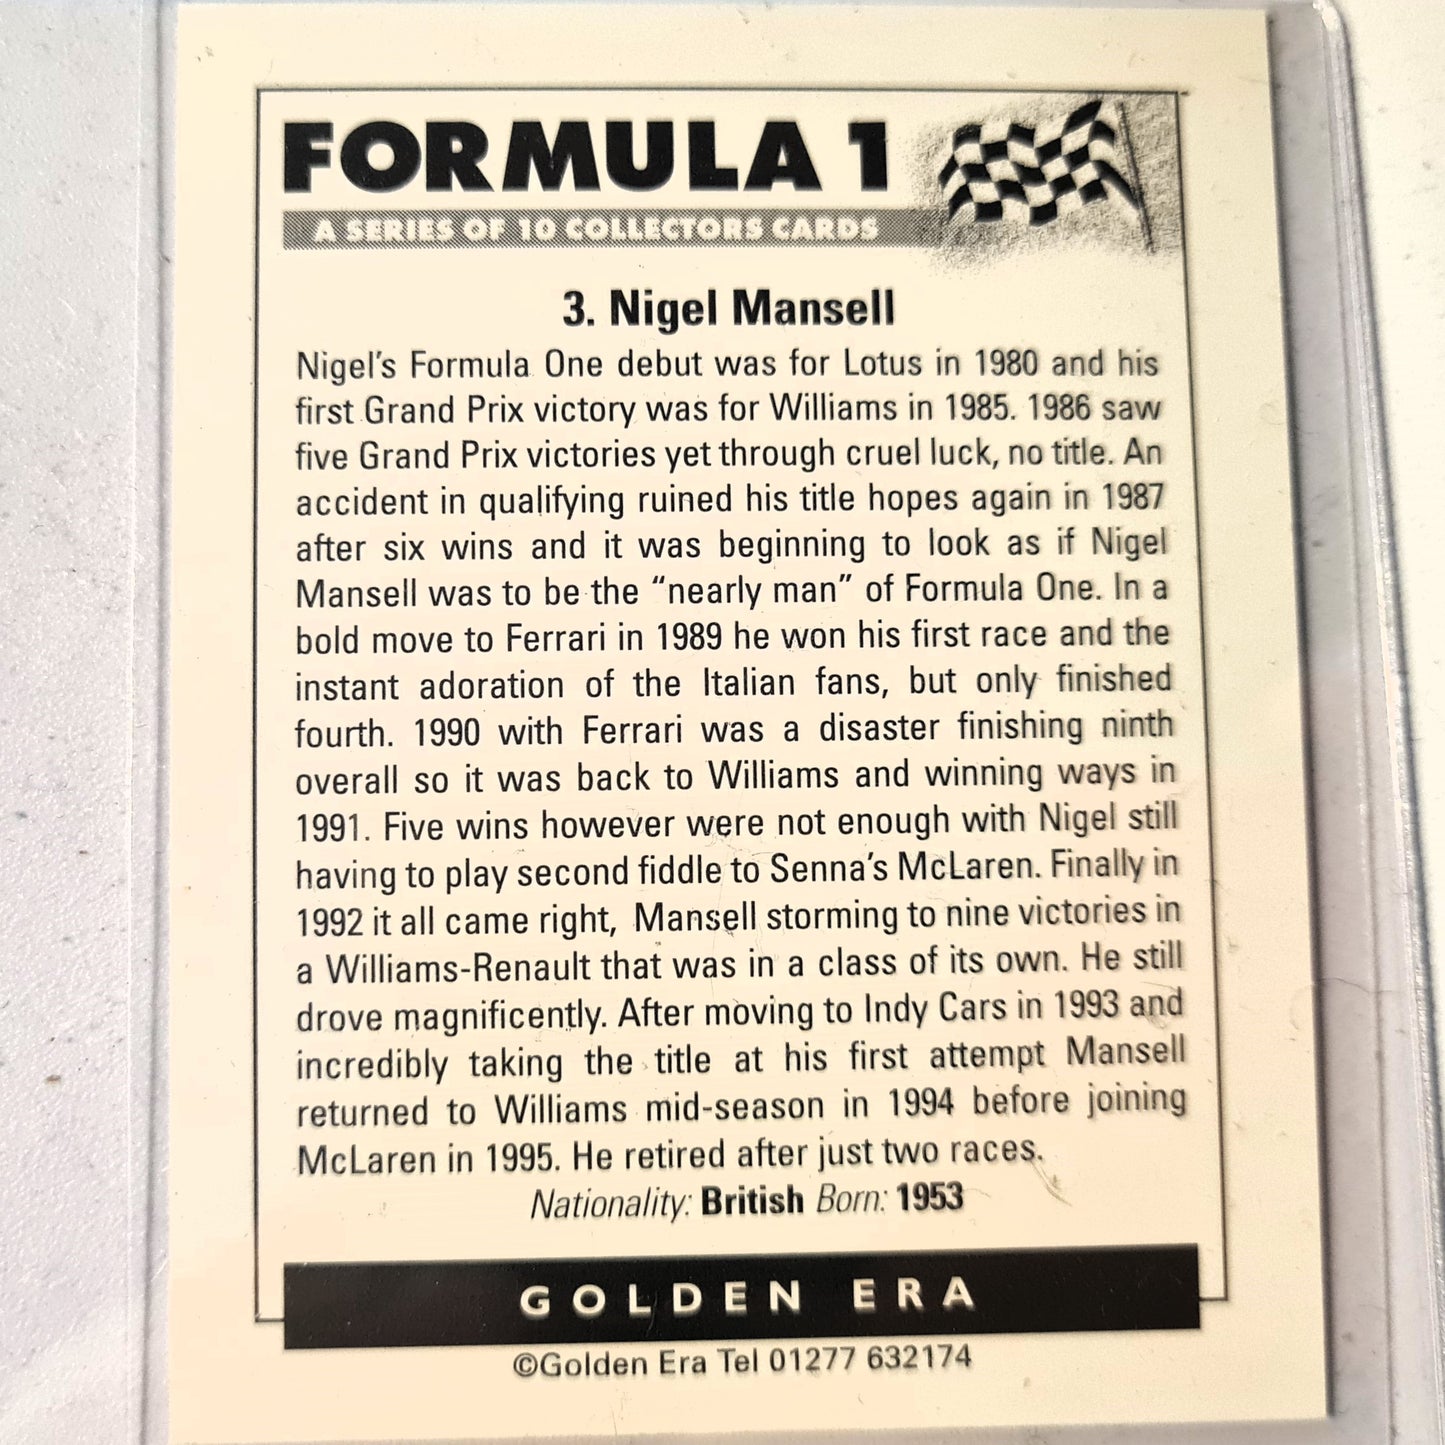 FORMULA 1
A SERIES OF 10 COLLECTORS CARDS
3. Nigel Mansell
Nigel's Formula One debut was for Lotus in 1980 and his
first Grand Prix victory was for Williams in 1985. 1986 saw
five Grand Prix victories yet through cruel luck, no title. An
accident in qualifying ruined his title hopes again in 1987
after six wins and it was beginning to look as if Nigel
Mansell was to be the “nearly man” of Formula One. In a
bold move to Ferrari in 1989 he won his first race and the
instant adoration of the Italian fans, but only finished
fourth. 1990 with Ferrari was a disaster finishing ninth
overall so it was back to Williams and winning ways in
1991. Five wins however were not enough with Nigel still
having to play second fiddle to Senna's McLaren. Finally in
1992 it all came right, Mansell storming to nine victories in
a Williams-Renault that was in a class of its own. He still
drove magnificently. After moving to Indy Cars in 1993 and
incredibly taking the title at his first attempt Mansell
returned to Williams mid-season in 1994 before joining
McLaren in 1995. He retired after just two races.
Nationality: British Born: 1953
GOLDEN ERA
©Golden Era Tel 01277 632174